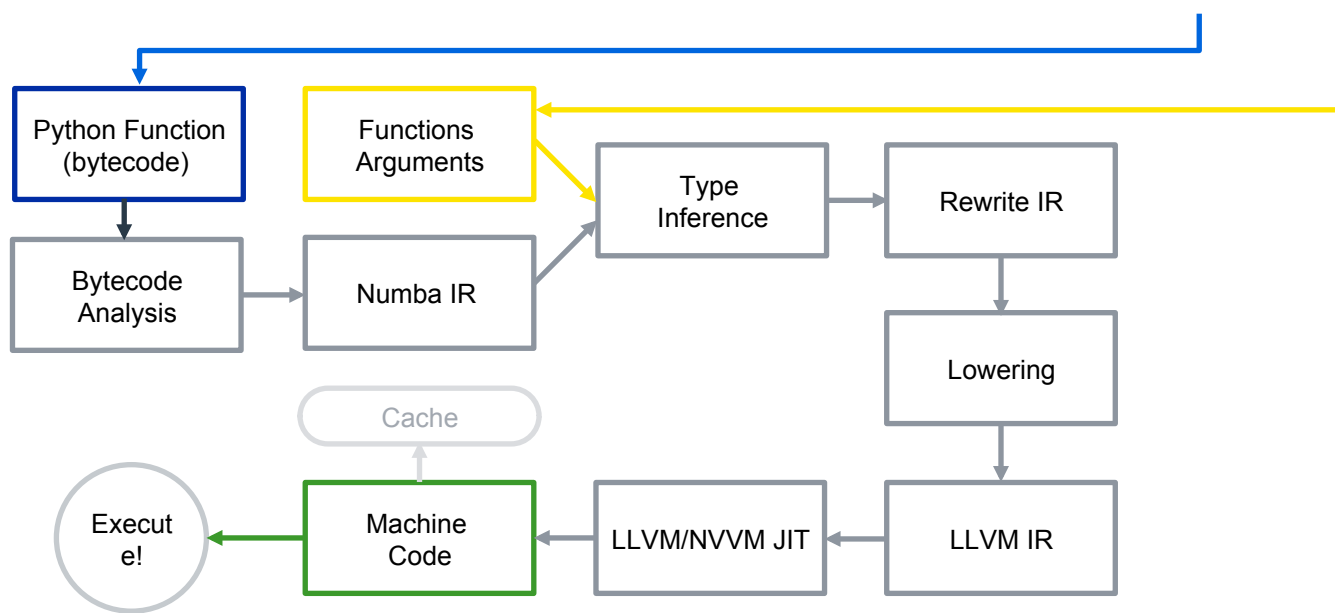 Python Function
(bytecode)
Functions
Arguments
Type
Inference
Rewrite IR
Bytecode
Analysis
Numba IR
Lowering
Cache
Execut
e!
Machine
Code
LLVM/NVVM JIT
LLVM IR